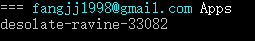 === fangjj1998@gmail.com Apps
desolate-ravine-33082